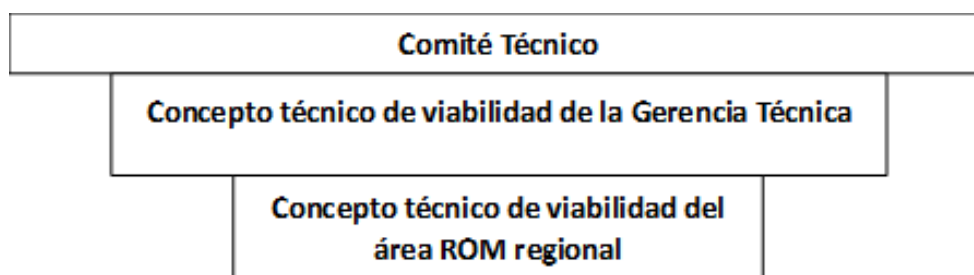 Comité Técnico
Concepto técnico de viabilidad de la Gerencia Técnica
Concepto técnico de viabilidad del
área ROM regional